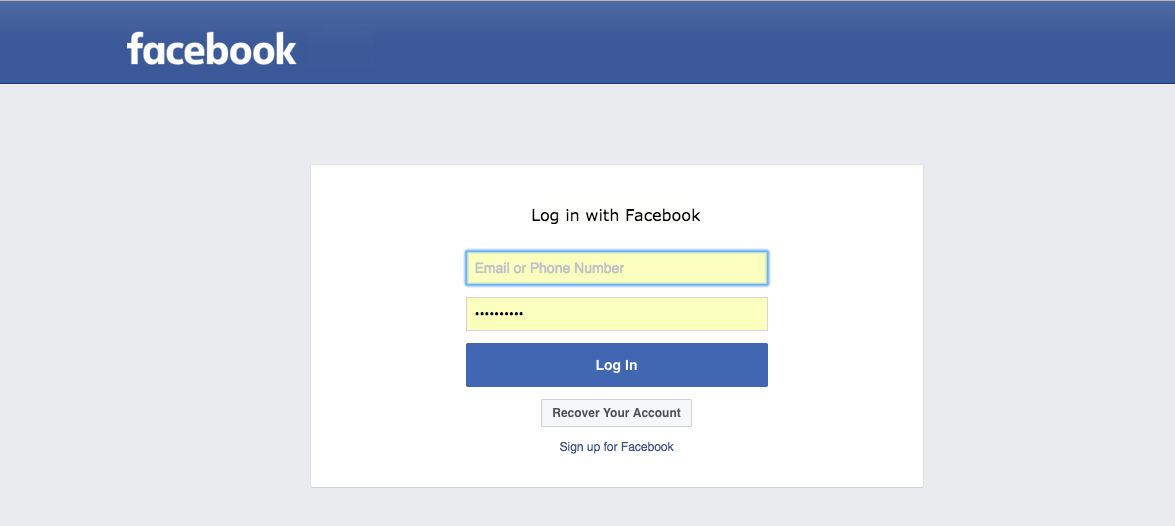 facebook
Log in with Facebook
Email or Phone Number
••••••••••
Log In
Recover Your Account
Sign up for Facebook